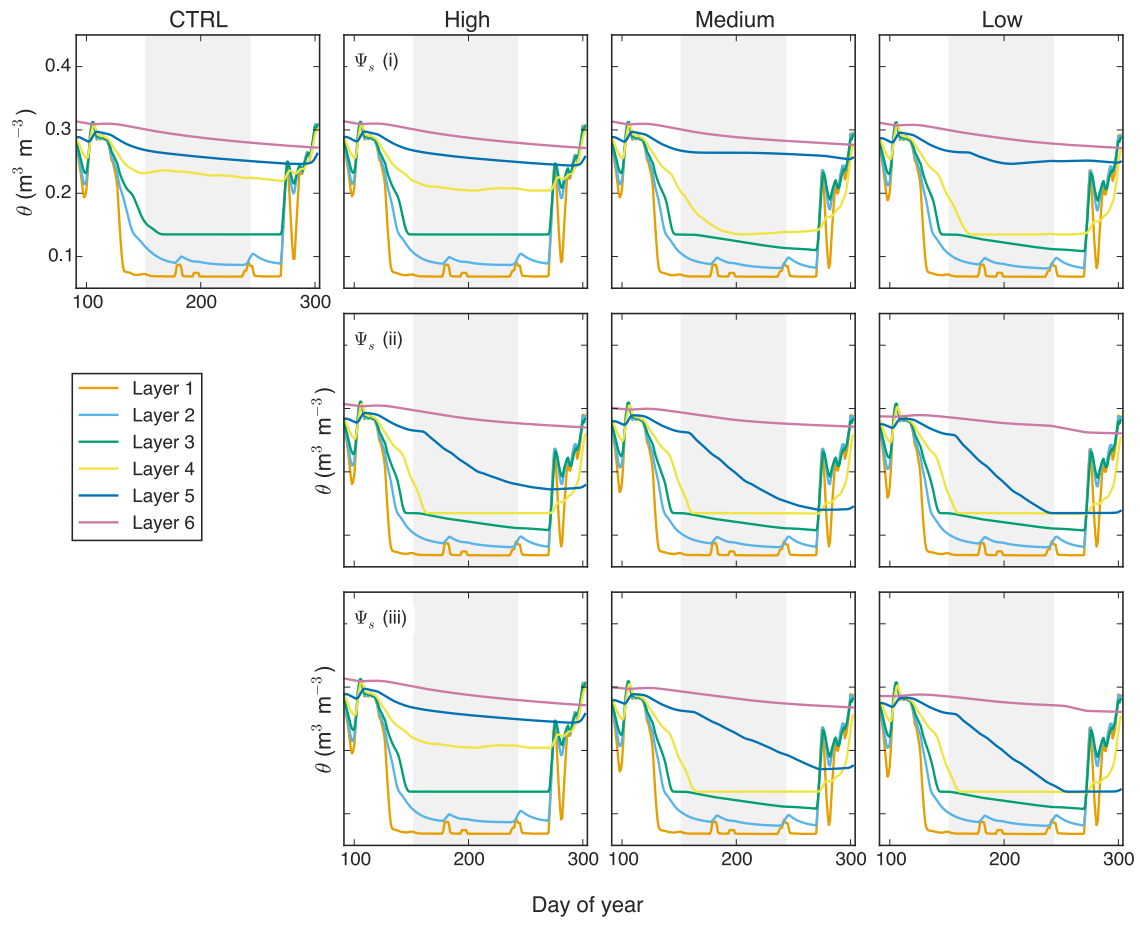 CTRL High Medium Low
Ψs (i)
0.4
0.3
0.2
0.1
θ (m³ m⁻³)
100 200 300
Ψs (ii)
θ (m³ m⁻³)
Layer 1
Layer 2
Layer 3
Layer 4
Layer 5
Layer 6
Ψs (iii)
θ (m³ m⁻³)
100 200 300 100 200 300 100 200 300
Day of year